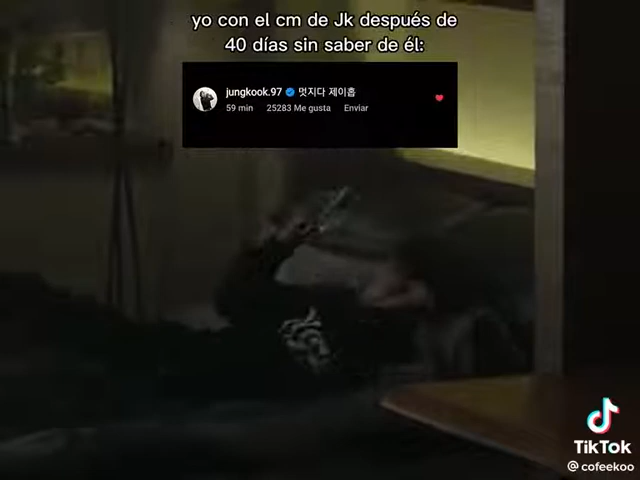 yo con el cm de Jk después de
40 días sin saber de él:
jungkook.97 멋지다 제이홉
59 min 25283 Me gusta Enviar
TikTok
@cofeekoo